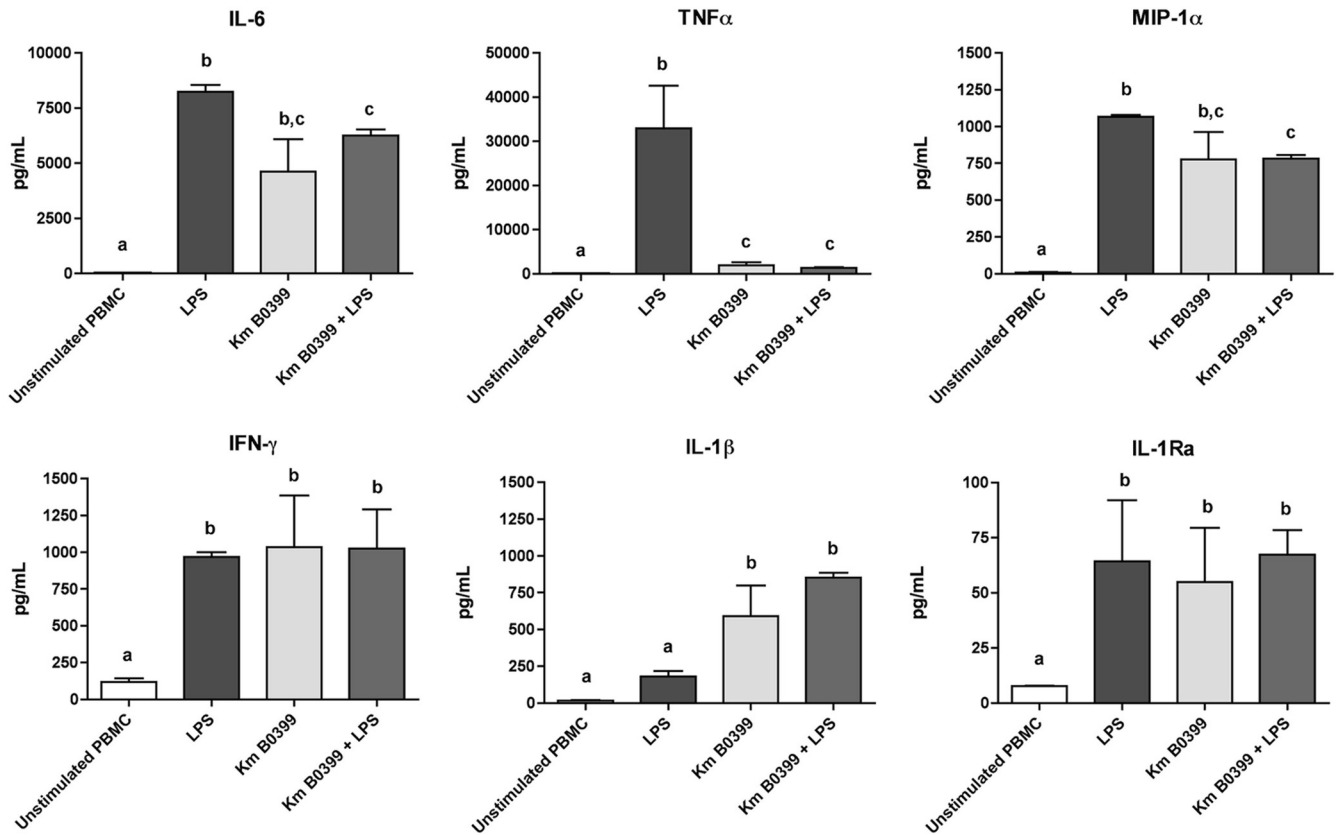 IL-6
10000
7500
5000
2500
0
pg/mL
a
b
b,c
c
Unstimulated PBMC
LPS
Km B0399
Km B0399 + LPS
TNFα
50000
40000
30000
20000
10000
0
pg/mL
a
b
c
c
Unstimulated PBMC
LPS
Km B0399
Km B0399 + LPS
MIP-1α
1500
1250
1000
750
500
250
0
pg/mL
a
b
b,c
c
Unstimulated PBMC
LPS
Km B0399
Km B0399 + LPS
IFN-γ
1500
1250
1000
750
500
250
0
pg/mL
a
b
b
b
Unstimulated PBMC
LPS
Km B0399
Km B0399 + LPS
IL-1β
1500
1250
1000
750
500
250
0
pg/mL
a
a
b
b
Unstimulated PBMC
LPS
Km B0399
Km B0399 + LPS
IL-1Ra
100
75
50
25
0
pg/mL
a
b
b
b
Unstimulated PBMC
LPS
Km B0399
Km B0399 + LPS